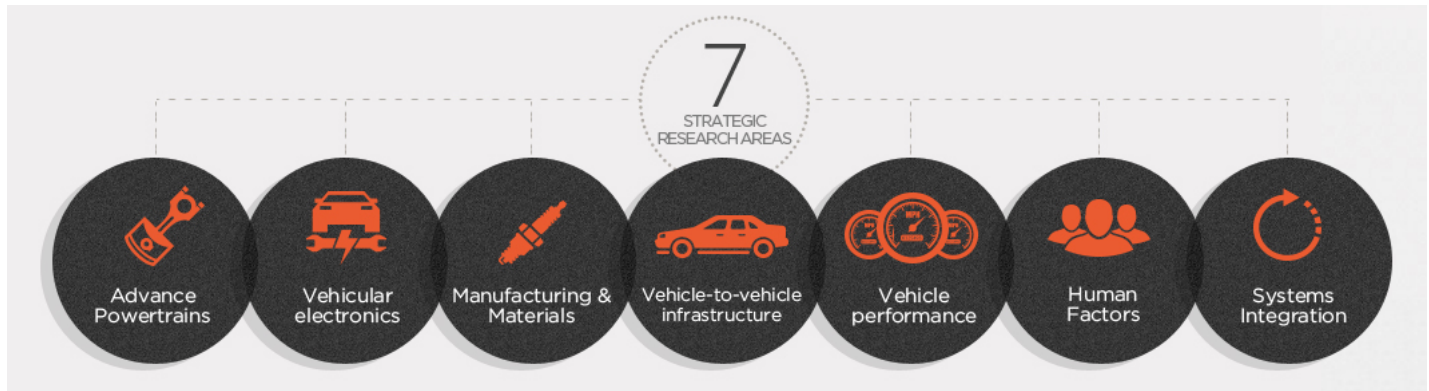 7
STRATEGIC
RESEARCH AREAS
Advance
Powertrains
Vehicular
electronics
Manufacturing &
Materials
Vehicle-to-vehicle
infrastructure
Vehicle
performance
Human
Factors
Systems
Integration